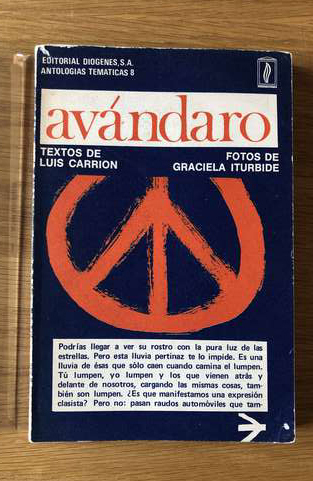 EDITORIAL DIOGENES, S.A.
ANTOLOGIAS TEMATICAS 8
avándaro
TEXTOS DE
LUIS CARRION
FOTOS DE
GRACIELA ITURBIDE
Podrías llegar a ver su rostro con la pura luz de las
estrellas. Pero esta lluvia pertinaz te lo impide. Es una
lluvia de ésas que sólo caen cuando camina el lumpen.
Tú lumpen, yo lumpen y los que vienen atrás y
delante de nosotros, cargando las mismas cosas, tam-
bién son lumpen. ¿Es que manifestamos una expresión
clasista? Pero no: pasan raudos automóviles que tam-